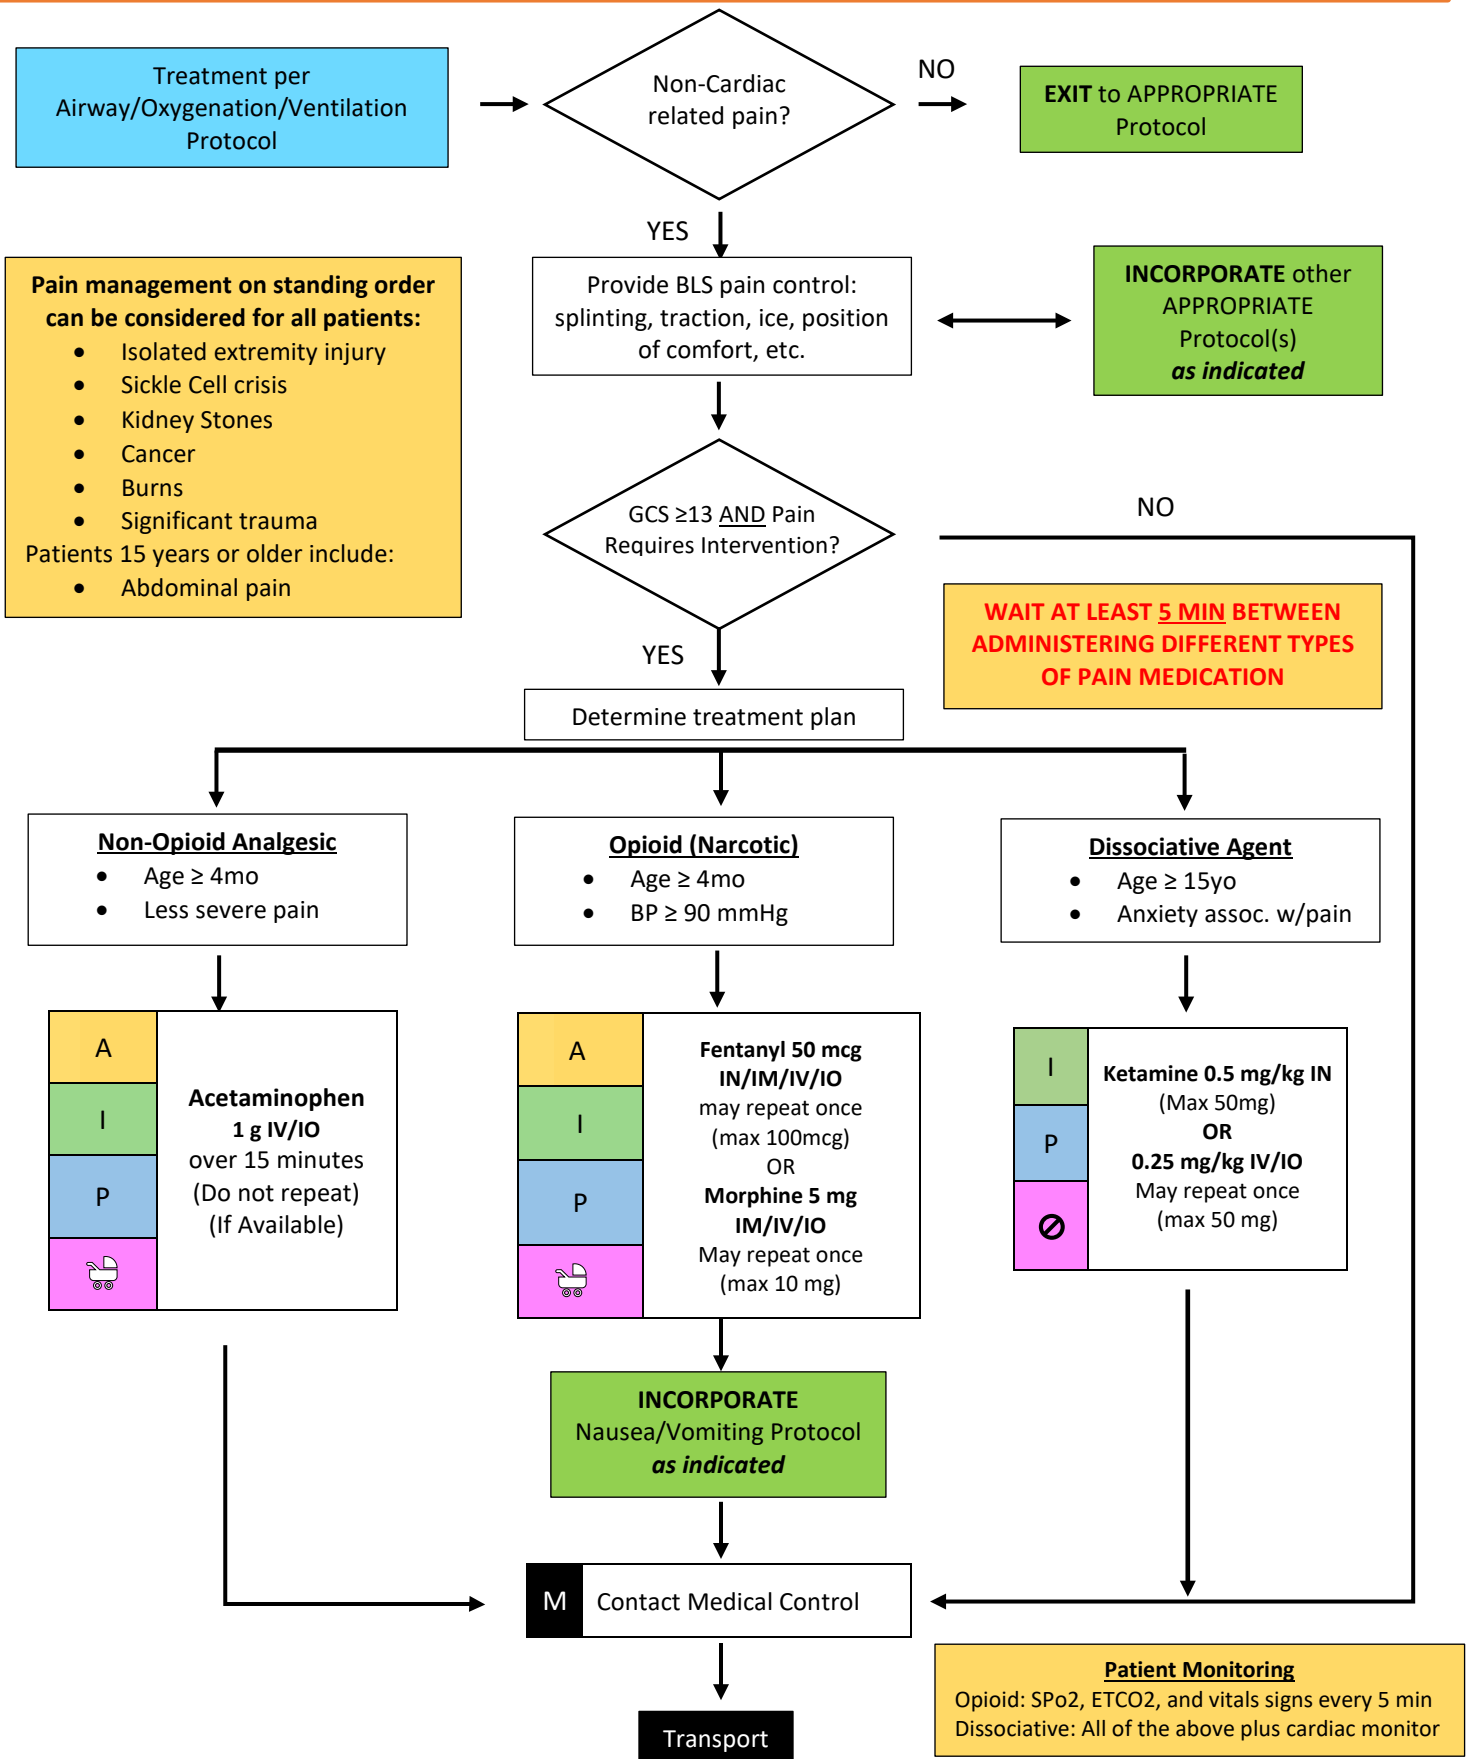 Treatment per
Airway/Oxygenation/Ventilation
Protocol
Non-Cardiac
related pain?
NO
EXIT to APPROPRIATE
Protocol
YES
Pain management on standing order
can be considered for all patients:
• Isolated extremity injury
• Sickle Cell crisis
• Kidney Stones
• Cancer
• Burns
• Significant trauma
Patients 15 years or older include:
• Abdominal pain
Provide BLS pain control:
splinting, traction, ice, position
of comfort, etc.
INCORPORATE other
APPROPRIATE
Protocol(s)
as indicated
GCS ≥13 AND Pain
Requires Intervention?
NO
YES
WAIT AT LEAST 5 MIN BETWEEN
ADMINISTERING DIFFERENT TYPES
OF PAIN MEDICATION
Determine treatment plan
Non-Opioid Analgesic
• Age ≥ 4mo
• Less severe pain
Opioid (Narcotic)
• Age ≥ 4mo
• BP ≥ 90 mmHg
Dissociative Agent
• Age ≥ 15yo
• Anxiety assoc. w/pain
A
I
P
Acetaminophen
1 g IV/IO
over 15 minutes
(Do not repeat)
(If Available)
A
I
P
Fentanyl 50 mcg
IN/IM/IV/IO
may repeat once
(max 100mcg)
OR
Morphine 5 mg
IM/IV/IO
May repeat once
(max 10 mg)
I
P
Ketamine 0.5 mg/kg IN
(Max 50mg)
OR
0.25 mg/kg IV/IO
May repeat once
(max 50 mg)
INCORPORATE
Nausea/Vomiting Protocol
as indicated
M Contact Medical Control
Patient Monitoring
Opioid: SPo2, ETCO2, and vitals signs every 5 min
Dissociative: All of the above plus cardiac monitor
Transport